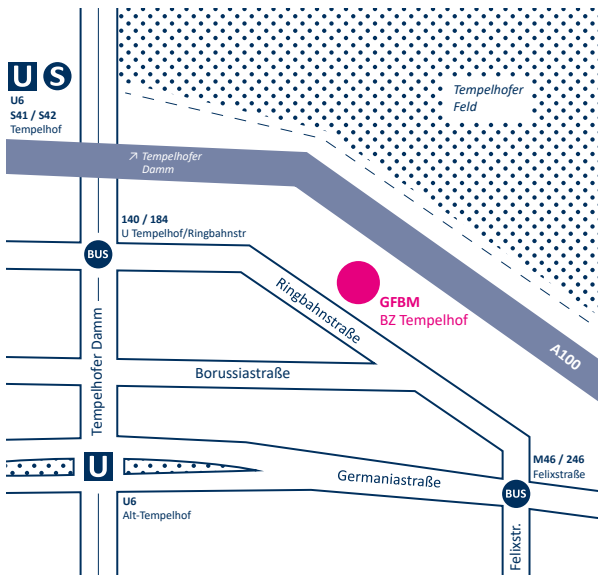 U S
U6
S41 / S42
Tempelhof
Tempelhofer
Feld
↗ Tempelhofer
Damm
140 / 184
U Tempelhof/Ringbahnstr
BUS
Ringbahnstraße
GFBM
BZ Tempelhof
A100
Tempelhofer Damm
Borussiastraße
U
U6
Alt-Tempelhof
Germaniastraße
M46 / 246
Felixstraße
BUS
Felixstr.